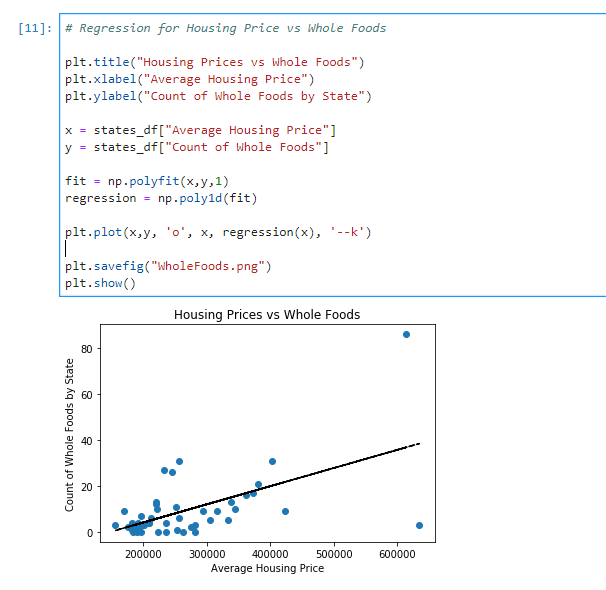 [11]: # Regression for Housing Price vs Whole Foods
plt.title("Housing Prices vs Whole Foods")
plt.xlabel("Average Housing Price")
plt.ylabel("Count of Whole Foods by State")
x = states_df["Average Housing Price"]
y = states_df["Count of Whole Foods"]
fit = np.polyfit(x,y,1)
regression = np.poly1d(fit)
plt.plot(x,y, 'o', x, regression(x), '--k')
plt.savefig("WholeFoods.png")
plt.show()
Housing Prices vs Whole Foods
Count of Whole Foods by State
80
60
40
20
0
200000 300000 400000 500000 600000
Average Housing Price